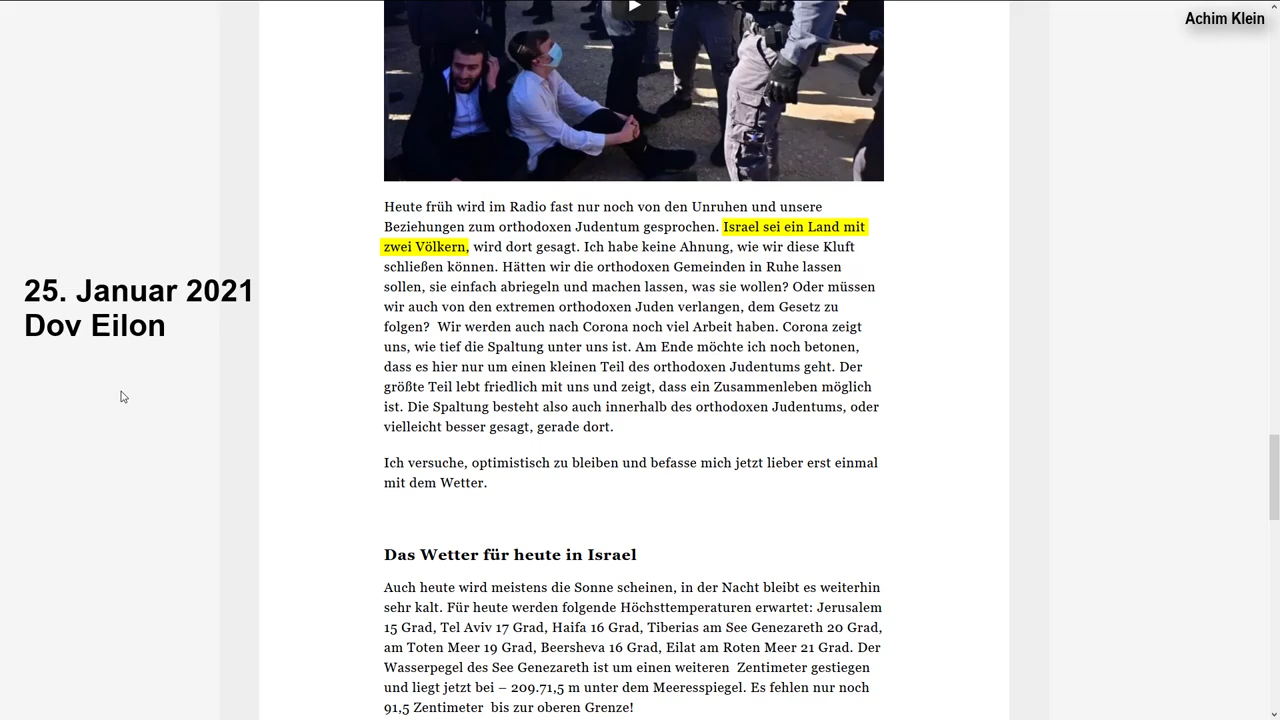 Achim Klein
Heute früh wird im Radio fast nur noch von den Unruhen und unsere
Beziehungen zum orthodoxen Judentum gesprochen. Israel sei ein Land mit
zwei Völkern, wird dort gesagt. Ich habe keine Ahnung, wie wir diese Kluft
schließen können. Hätten wir die orthodoxen Gemeinden in Ruhe lassen
sollen, sie einfach abriegeln und machen lassen, was sie wollen? Oder müssen
wir auch von den extremen orthodoxen Juden verlangen, dem Gesetz zu
folgen?  Wir werden auch nach Corona noch viel Arbeit haben. Corona zeigt
uns, wie tief die Spaltung unter uns ist. Am Ende möchte ich noch betonen,
dass es hier nur um einen kleinen Teil des orthodoxen Judentums geht. Der
größte Teil lebt friedlich mit uns und zeigt, dass ein Zusammenleben möglich
ist. Die Spaltung besteht also auch innerhalb des orthodoxen Judentums, oder
vielleicht besser gesagt, gerade dort.
25. Januar 2021
Dov Eilon
Ich versuche, optimistisch zu bleiben und befasse mich jetzt lieber erst einmal
mit dem Wetter.
Das Wetter für heute in Israel
Auch heute wird meistens die Sonne scheinen, in der Nacht bleibt es weiterhin
sehr kalt. Für heute werden folgende Höchsttemperaturen erwartet: Jerusalem
15 Grad, Tel Aviv 17 Grad, Haifa 16 Grad, Tiberias am See Genezareth 20 Grad,
am Toten Meer 19 Grad, Beersheva 16 Grad, Eilat am Roten Meer 21 Grad. Der
Wasserpegel des See Genezareth ist um einen weiteren  Zentimeter gestiegen
und liegt jetzt bei – 209.71,5 m unter dem Meeresspiegel. Es fehlen nur noch
91,5 Zentimeter  bis zur oberen Grenze!